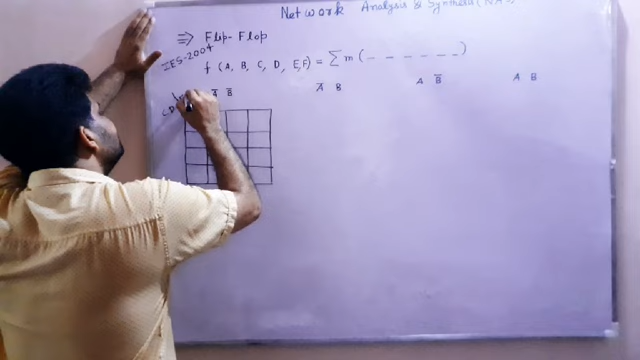 Network Analysis & Synthesis (NAS)
⇒ Flip-Flop
IES-2004
f (A, B, C, D, E, F) = Σ m ( – – – – – – )
A̅ B̅
A̅ B
A B̅
A B
CD